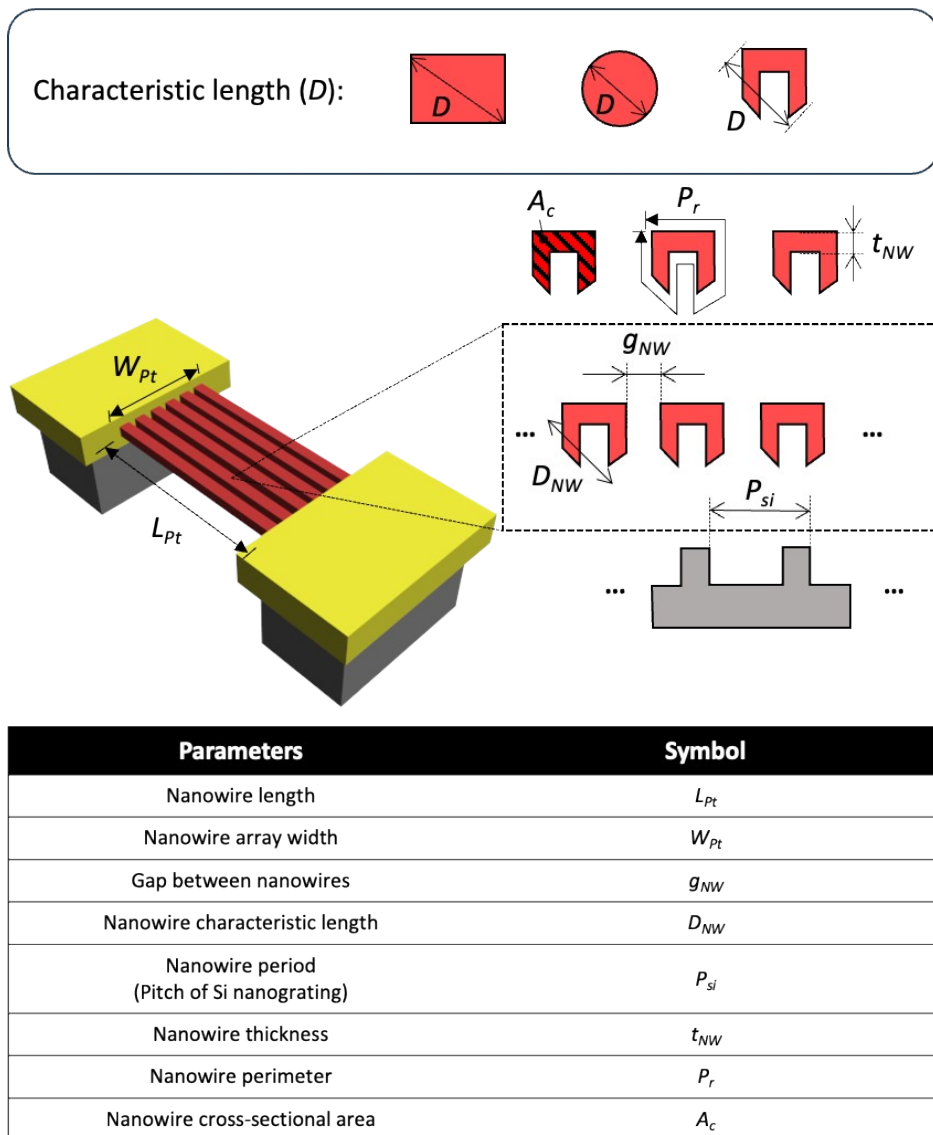 Characteristic length (D):
D
D
D
A_c
P_r
t_NW
g_NW
W_Pt
...
...
D_NW
P_si
L_Pt
...
...
Parameters Symbol
Nanowire length L_Pt
Nanowire array width W_Pt
Gap between nanowires g_NW
Nanowire characteristic length D_NW
Nanowire period
(Pitch of Si nanograting) P_si
Nanowire thickness t_NW
Nanowire perimeter P_r
Nanowire cross-sectional area A_c